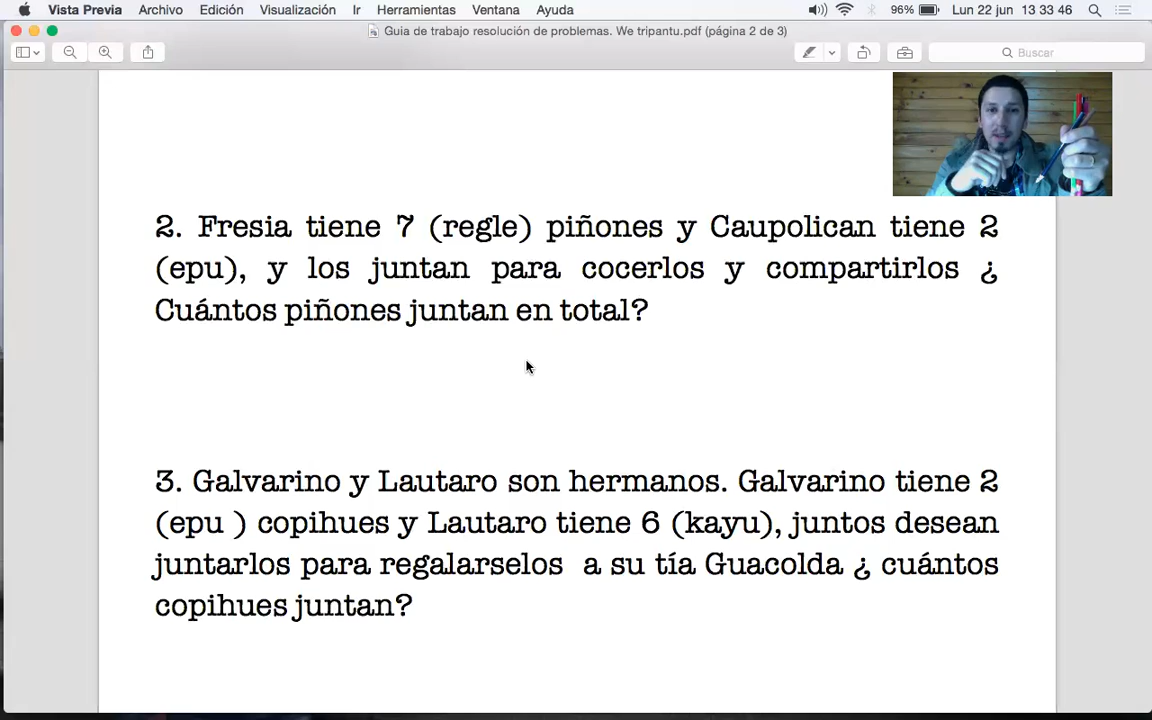 Vista Previa Archivo Edición Visualización Ir Herramientas Ventana Ayuda 96% Lun 22 jun 13 33 46
Guia de trabajo resolución de problemas. We tripantu.pdf (página 2 de 3)
Buscar
2. Fresia tiene 7 (regle) piñones y Caupolican tiene 2
(epu), y los juntan para cocerlos y compartirlos ¿
Cuántos piñones juntan en total?
3. Galvarino y Lautaro son hermanos. Galvarino tiene 2
(epu ) copihues y Lautaro tiene 6 (kayu), juntos desean
juntarlos para regalarselos a su tía Guacolda ¿ cuántos
copihues juntan?